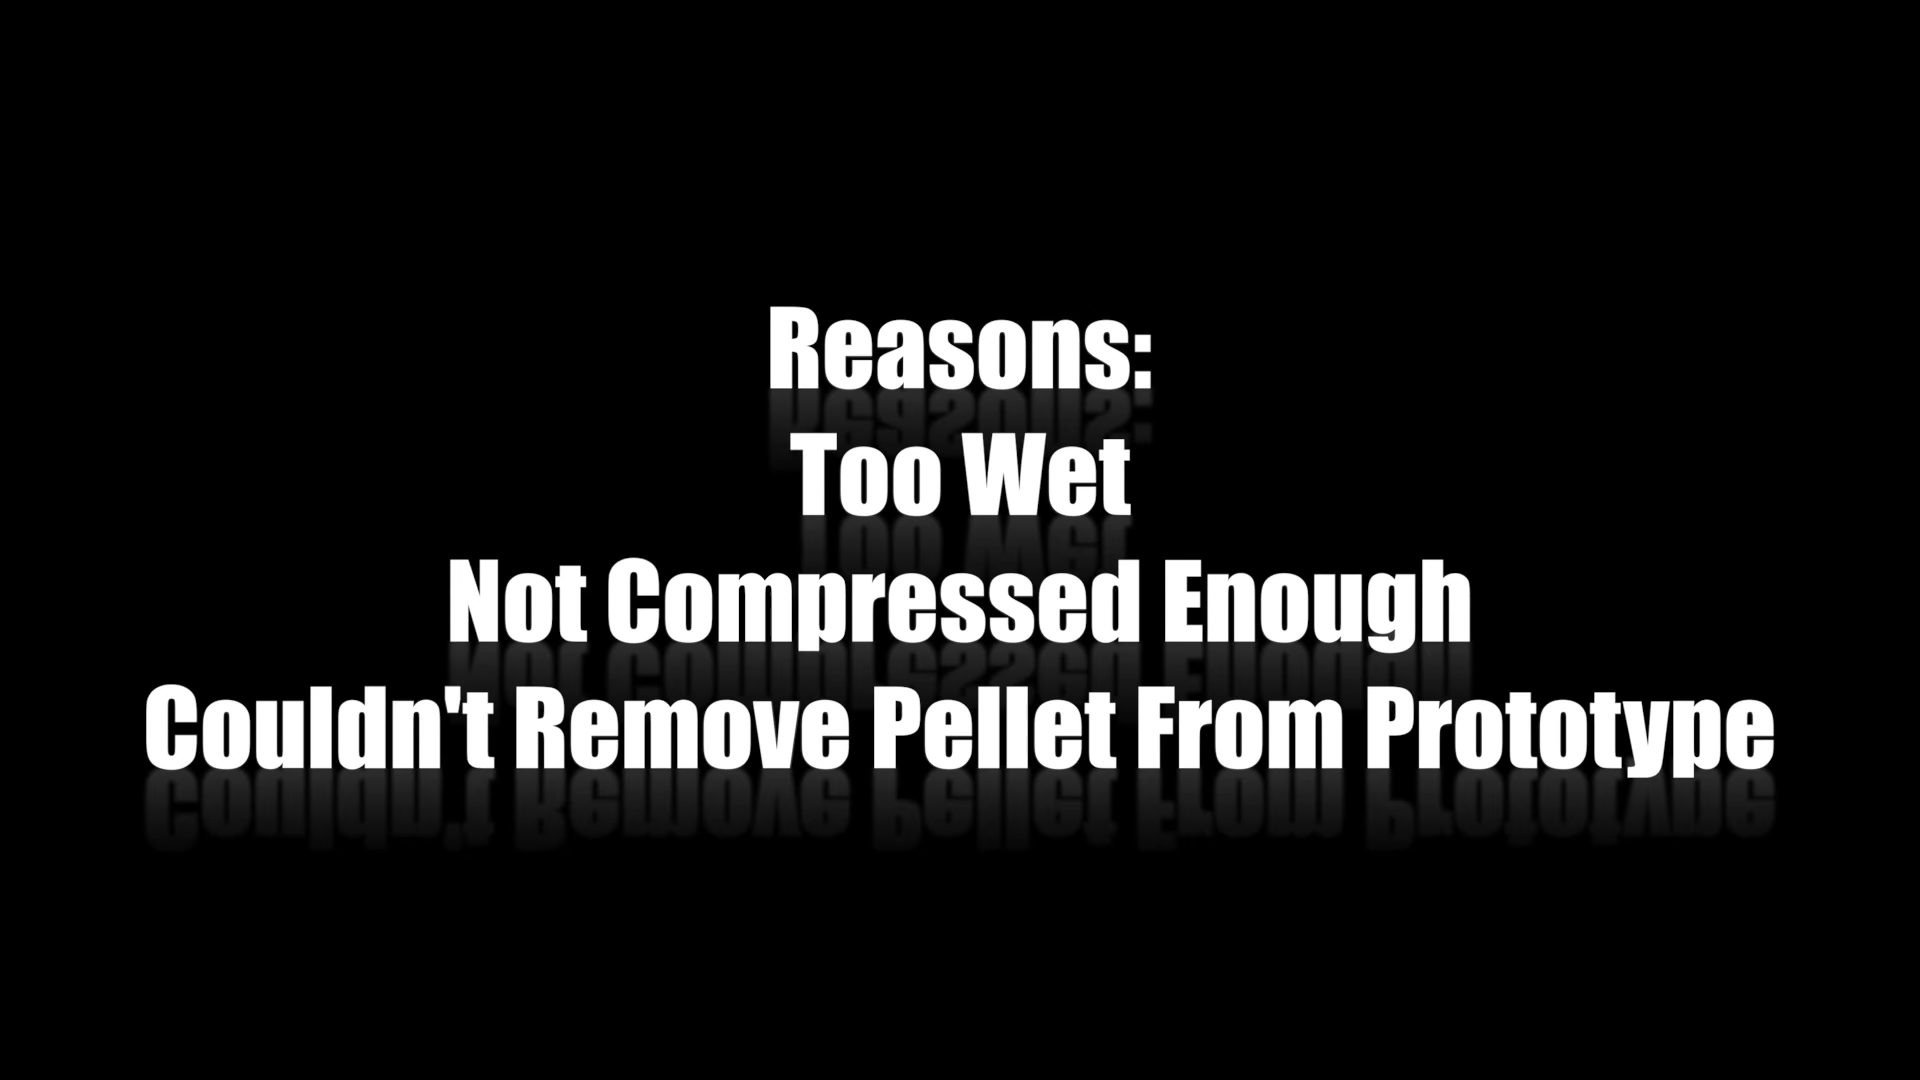 Reasons:
Too Wet
Not Compressed Enough
Couldn't Remove Pellet From Prototype